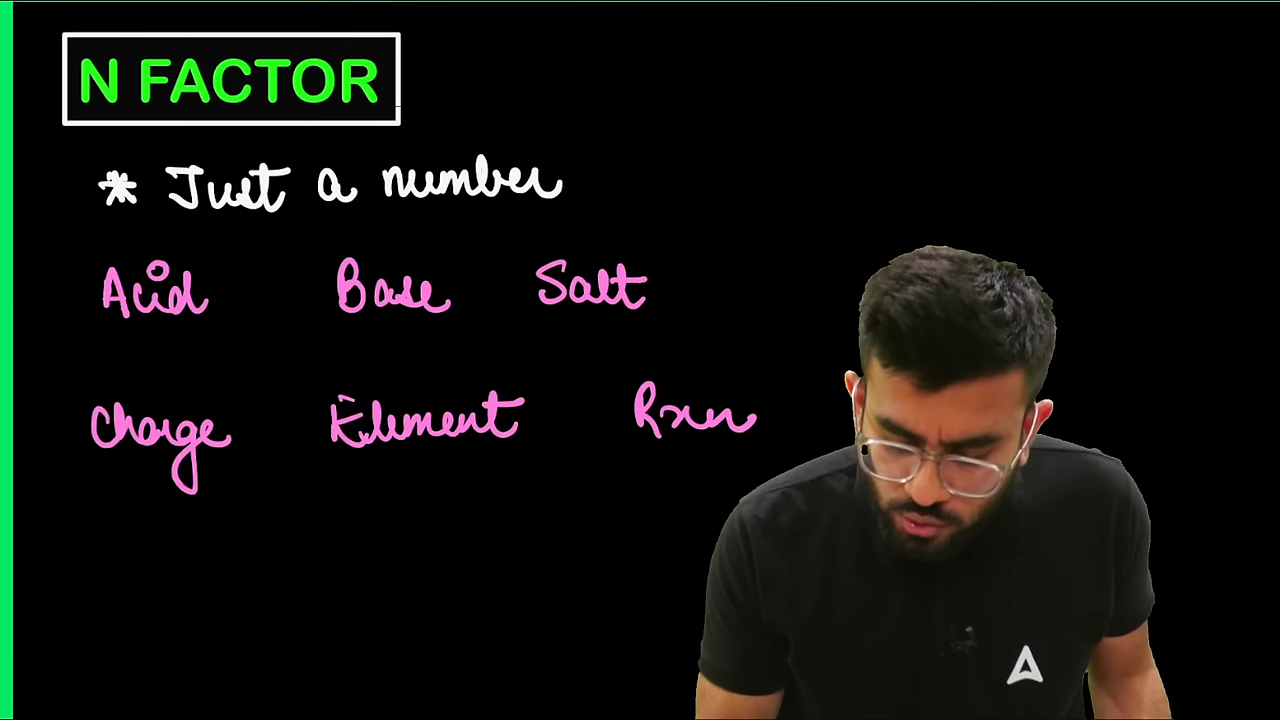 N FACTOR
* Just a number
Acid Base Salt
Charge Element Rxn